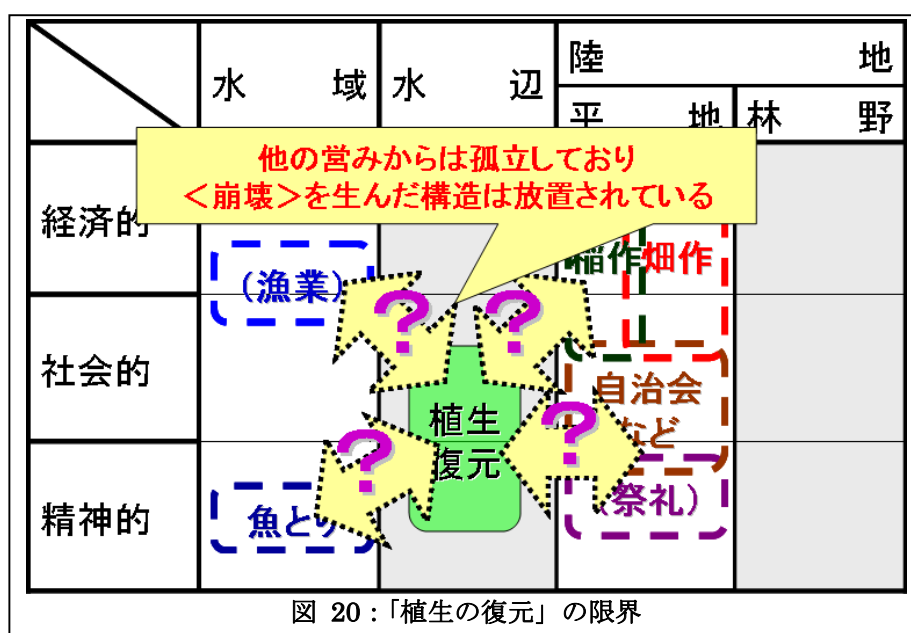 水域
水辺
陸地
平地
林野
他の営みからは孤立しており
<崩壊>を生んだ構造は放置されている
経済的
(漁業)
稲作
畑作
?
?
社会的
自治会
など
植生
復元
?
?
精神的
魚とり
(祭礼)
図 20:「植生の復元」の限界